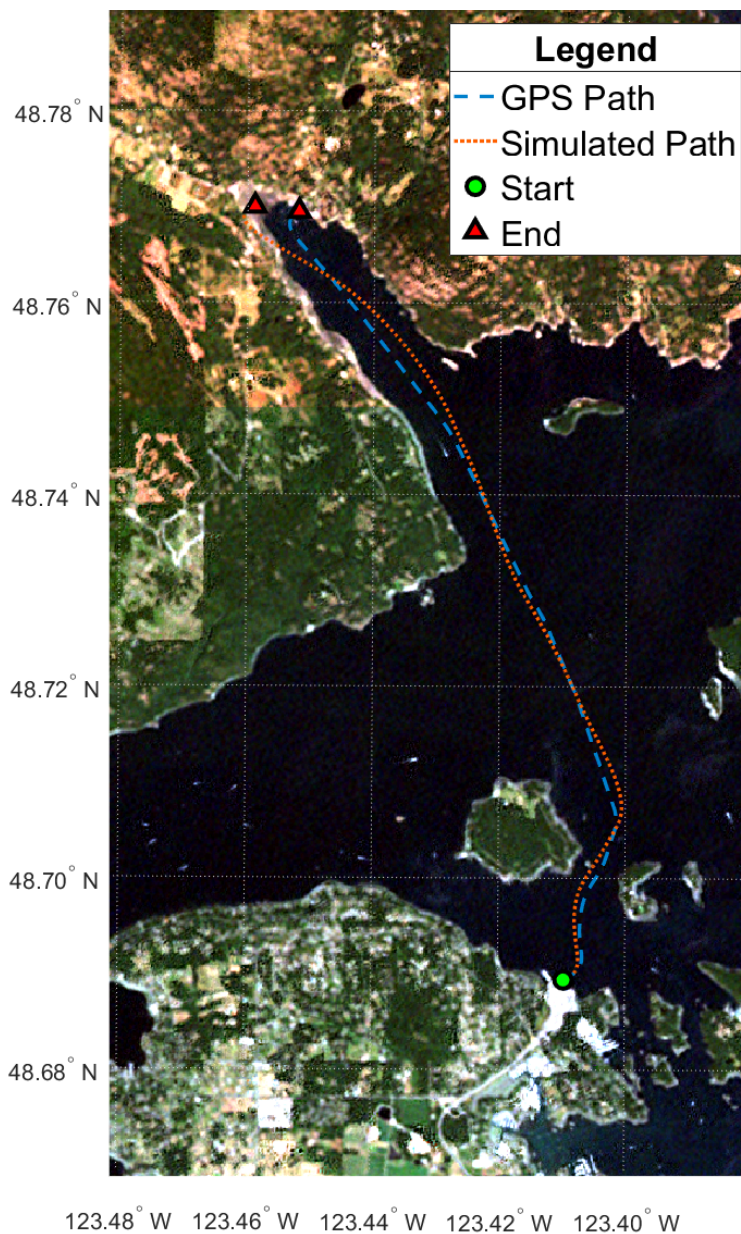 Legend
GPS Path
Simulated Path
Start
End
48.78° N
48.76° N
48.74° N
48.72° N
48.70° N
48.68° N
123.48° W 123.46° W 123.44° W 123.42° W 123.40° W